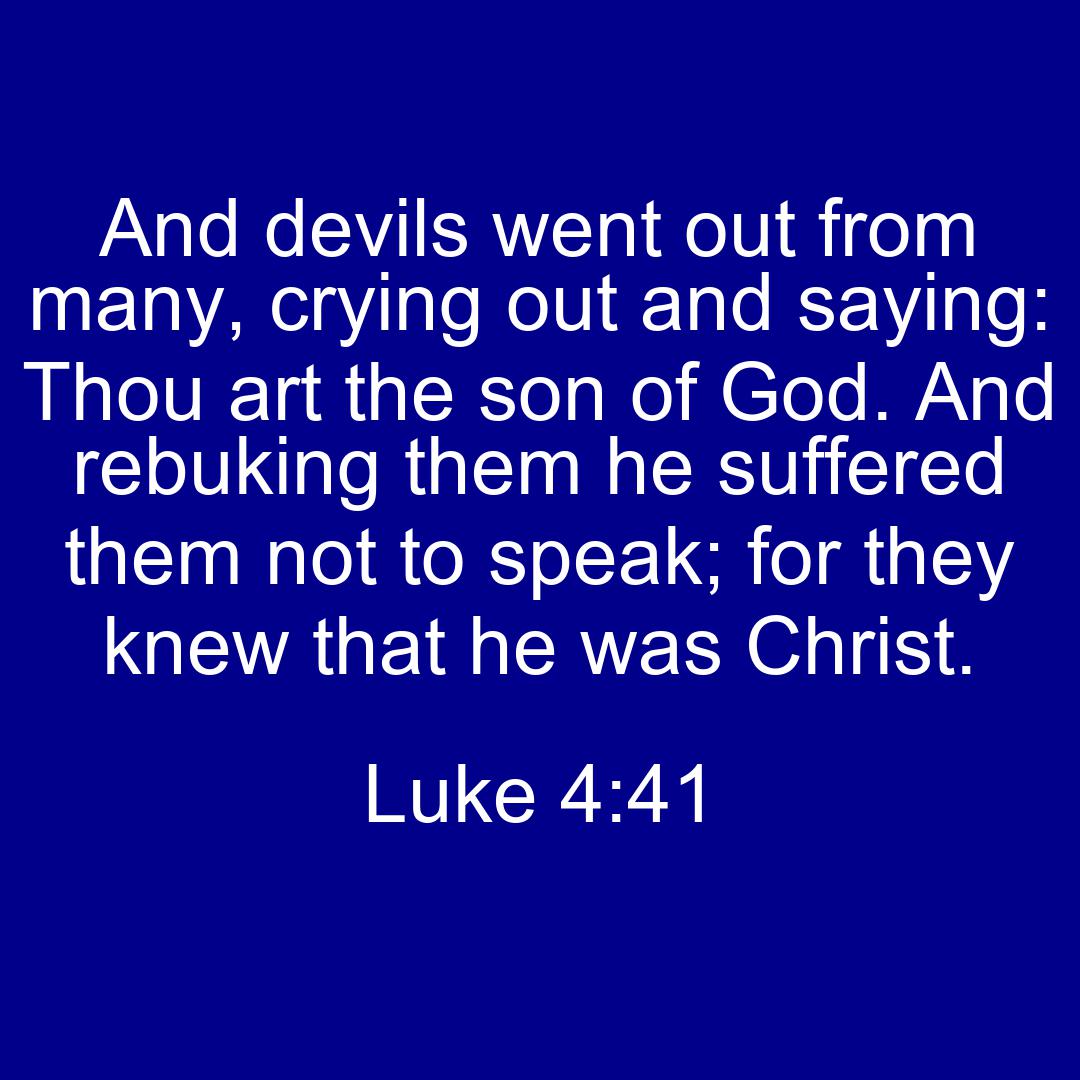 And devils went out from
many, crying out and saying:
Thou art the son of God. And
rebuking them he suffered
them not to speak; for they
knew that he was Christ.
Luke 4:41